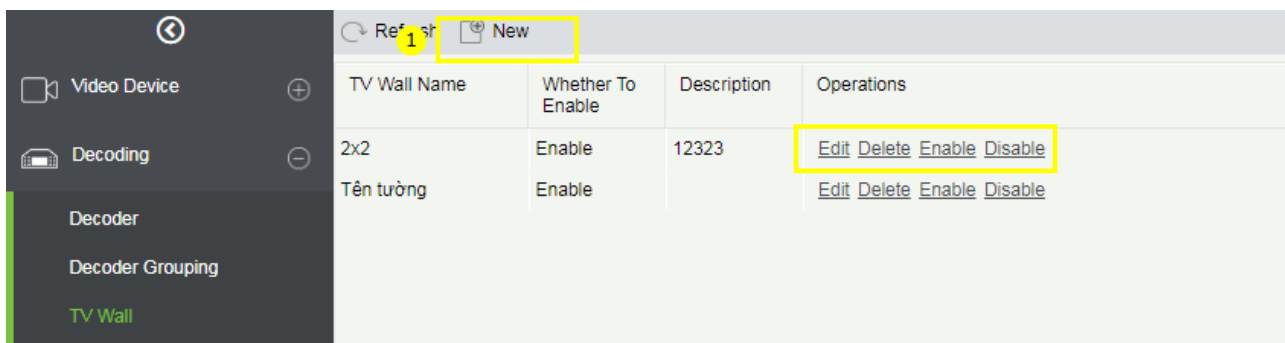 Refresh New
1
Video Device
Decoding
Decoder
Decoder Grouping
TV Wall
TV Wall Name Whether To Enable Description Operations
2x2 Enable 12323 Edit Delete Enable Disable
Tên tường Enable Edit Delete Enable Disable